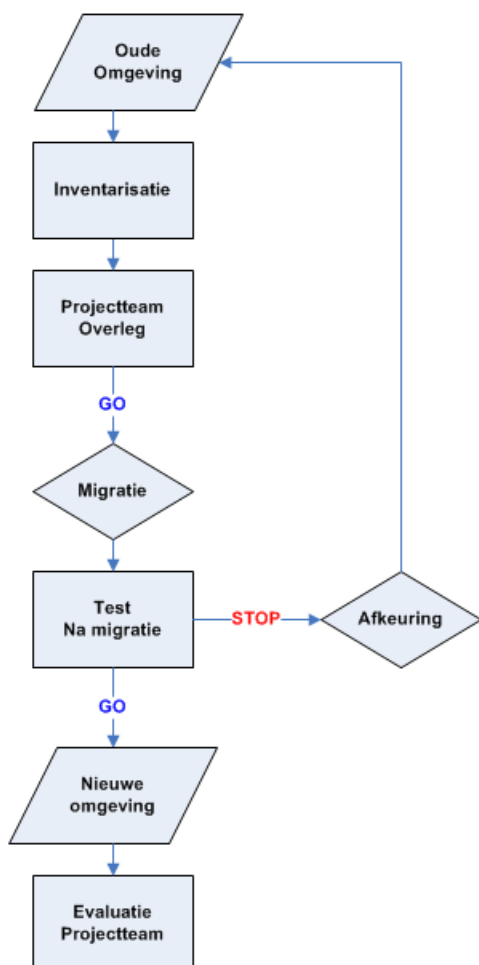 Oude
Omgeving
Inventarisatie
Projectteam
Overleg
GO
Migratie
Test
Na migratie
STOP
Afkeuring
GO
Nieuwe
omgeving
Evaluatie
Projectteam